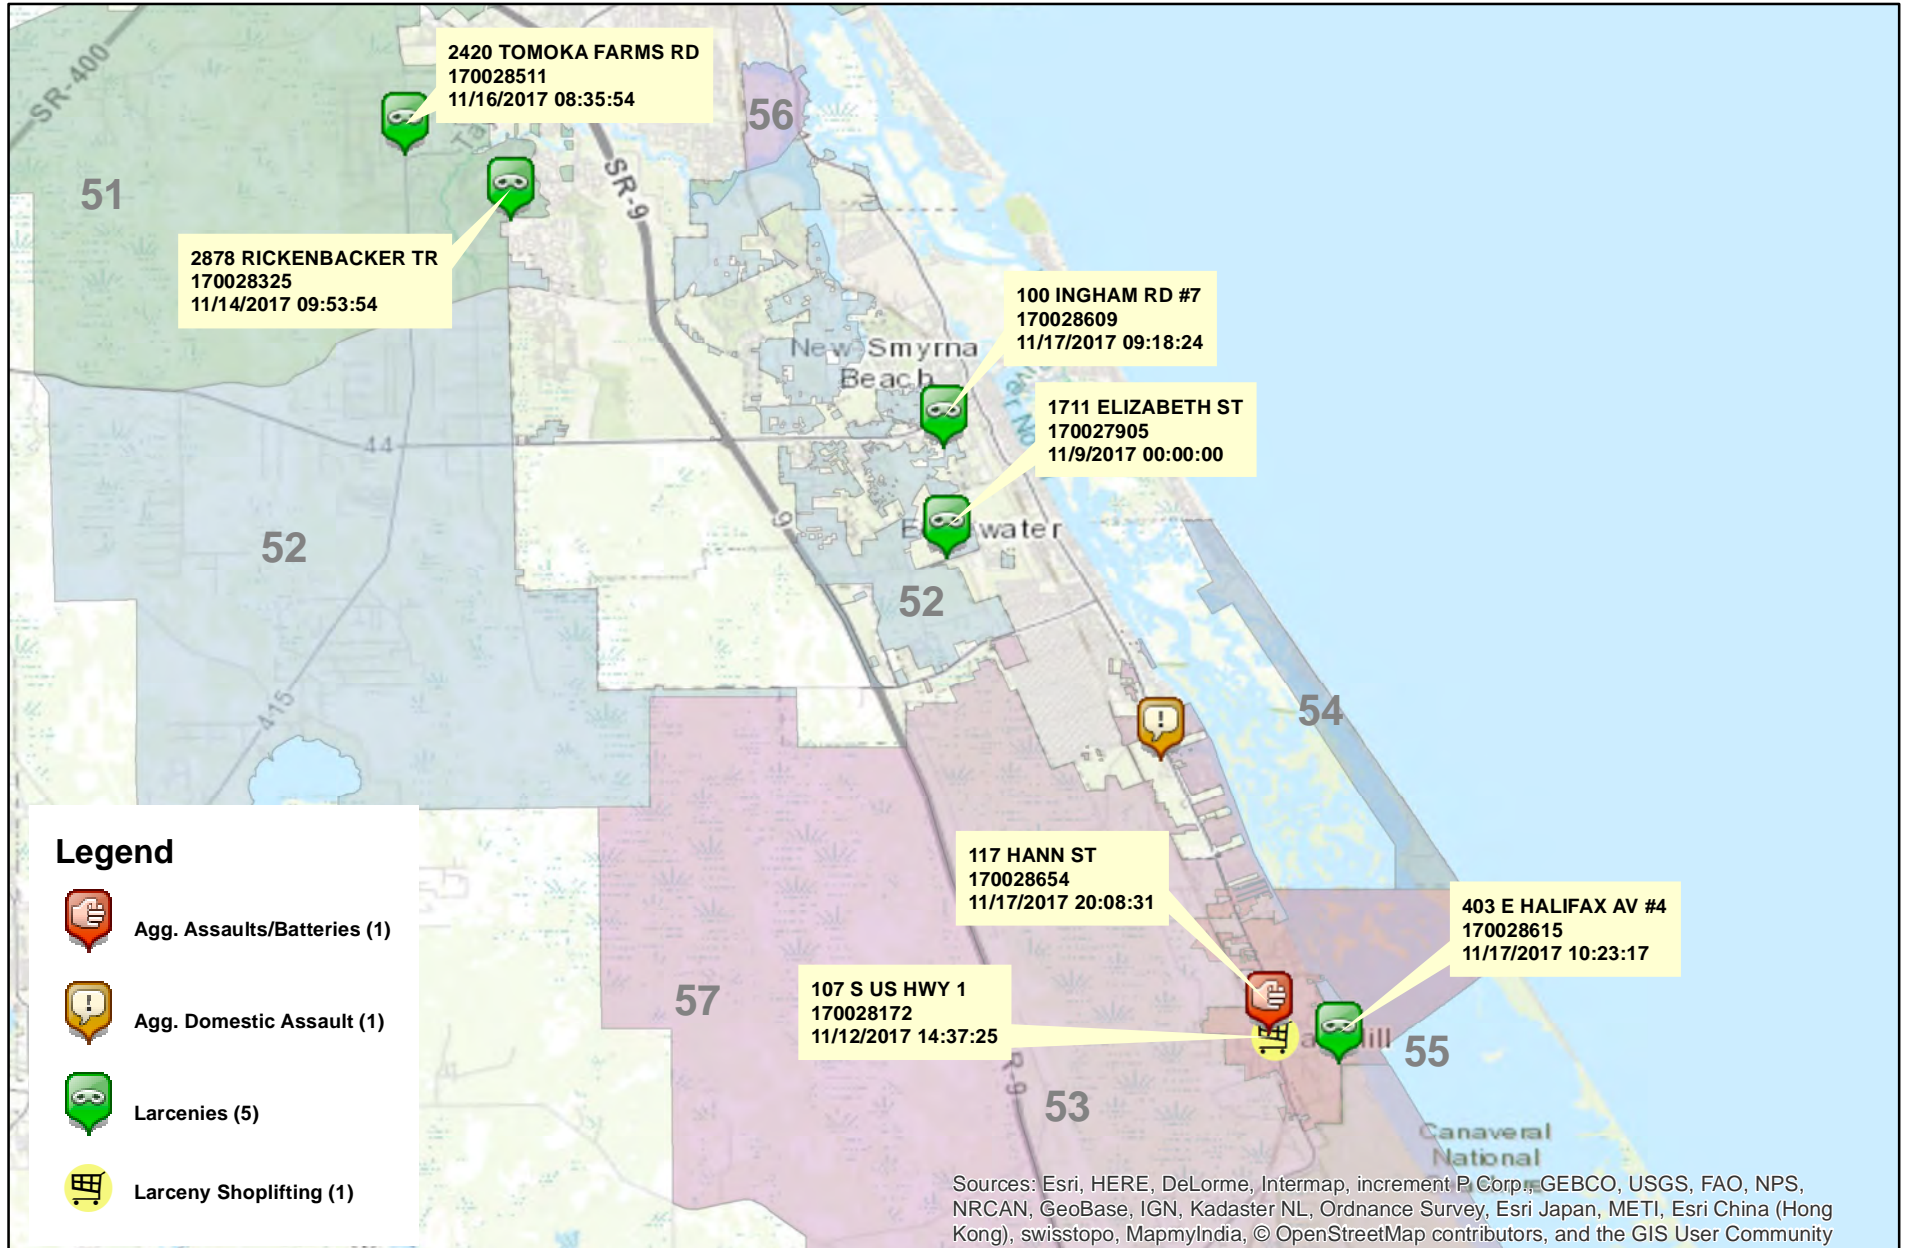 SR-400
2420 TOMOKA FARMS RD
170028511
11/16/2017 08:35:54
56
51
SR-9
2878 RICKENBACKER TR
170028325
11/14/2017 09:53:54
100 INGHAM RD #7
170028609
11/17/2017 09:18:24
New Smyrna
Beach
1711 ELIZABETH ST
170027905
11/9/2017 00:00:00
44
9
water
52
52
415
54
57
117 HANN ST
170028654
11/17/2017 20:08:31
403 E HALIFAX AV #4
170028615
11/17/2017 10:23:17
107 S US HWY 1
170028172
11/12/2017 14:37:25
55
R-9
53
Canaveral
National
Legend
Agg. Assaults/Batteries (1)
Agg. Domestic Assault (1)
Larcenies (5)
Larceny Shoplifting (1)
Sources: Esri, HERE, DeLorme, Intermap, increment P Corp., GEBCO, USGS, FAO, NPS,
NRCAN, GeoBase, IGN, Kadaster NL, Ordnance Survey, Esri Japan, METI, Esri China (Hong
Kong), swisstopo, MapmyIndia, © OpenStreetMap contributors, and the GIS User Community